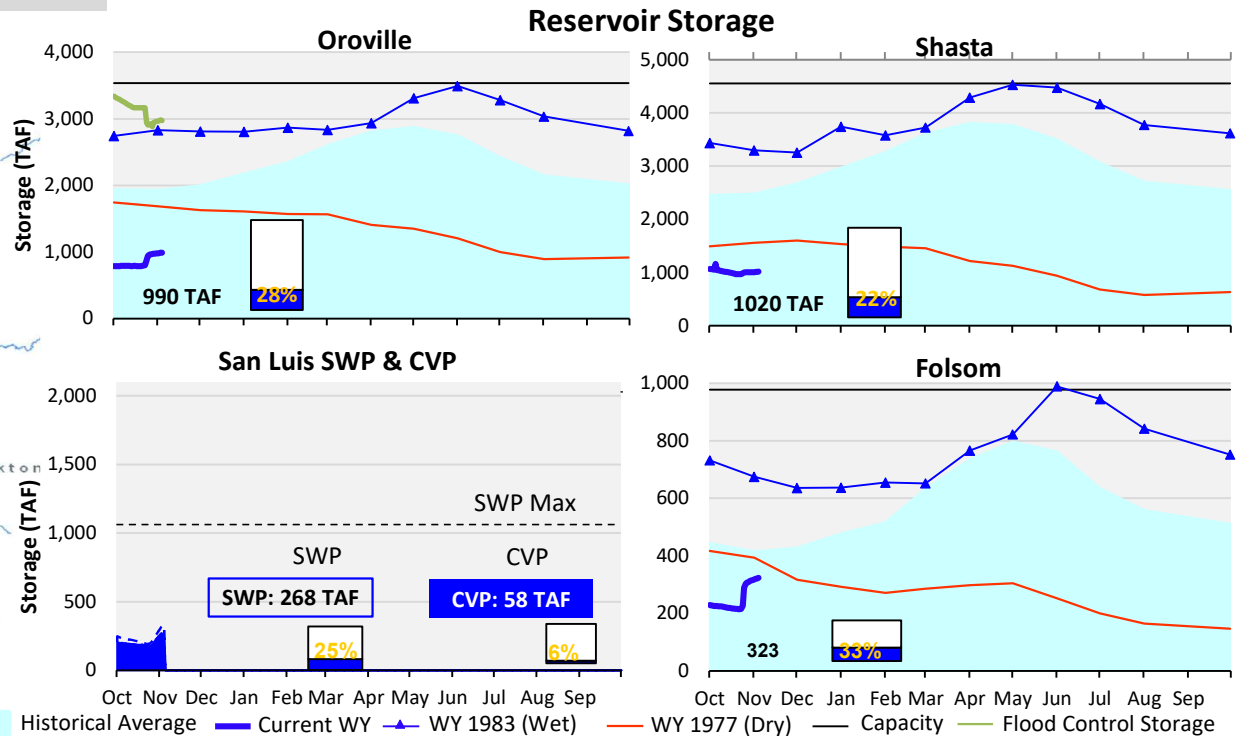 Reservoir Storage
Oroville
Storage (TAF)
4,000
3,000
2,000
1,000
0
990 TAF
28%
Shasta
5,000
4,000
3,000
2,000
1,000
0
1020 TAF
22%
San Luis SWP & CVP
Storage (TAF)
2,000
1,500
1,000
500
0
SWP Max
SWP
CVP
SWP: 268 TAF
CVP: 58 TAF
25%
6%
Oct Nov Dec Jan Feb Mar Apr May Jun Jul Aug Sep
Folsom
1,000
800
600
400
200
0
323
33%
Oct Nov Dec Jan Feb Mar Apr May Jun Jul Aug Sep
kton
Historical Average Current WY WY 1983 (Wet) WY 1977 (Dry) Capacity Flood Control Storage